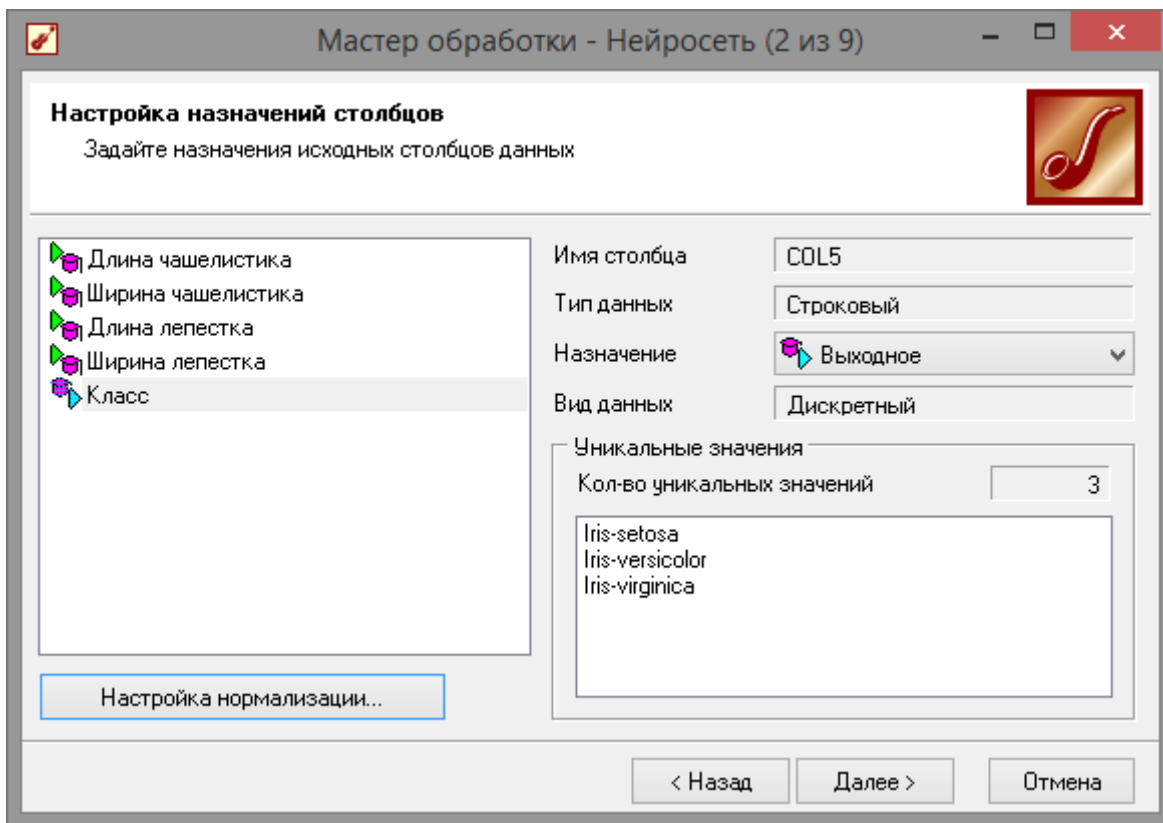 Мастер обработки - Нейросеть (2 из 9)
Настройка назначений столбцов
Задайте назначения исходных столбцов данных
Длина чашелистика
Ширина чашелистика
Длина лепестка
Ширина лепестка
Класс
Настройка нормализации...
Имя столбца COL5
Тип данных Строковый
Назначение Выходное
Вид данных Дискретный
Уникальные значения
Кол-во уникальных значений 3
Iris-setosa
Iris-versicolor
Iris-virginica
< Назад Далее > Отмена